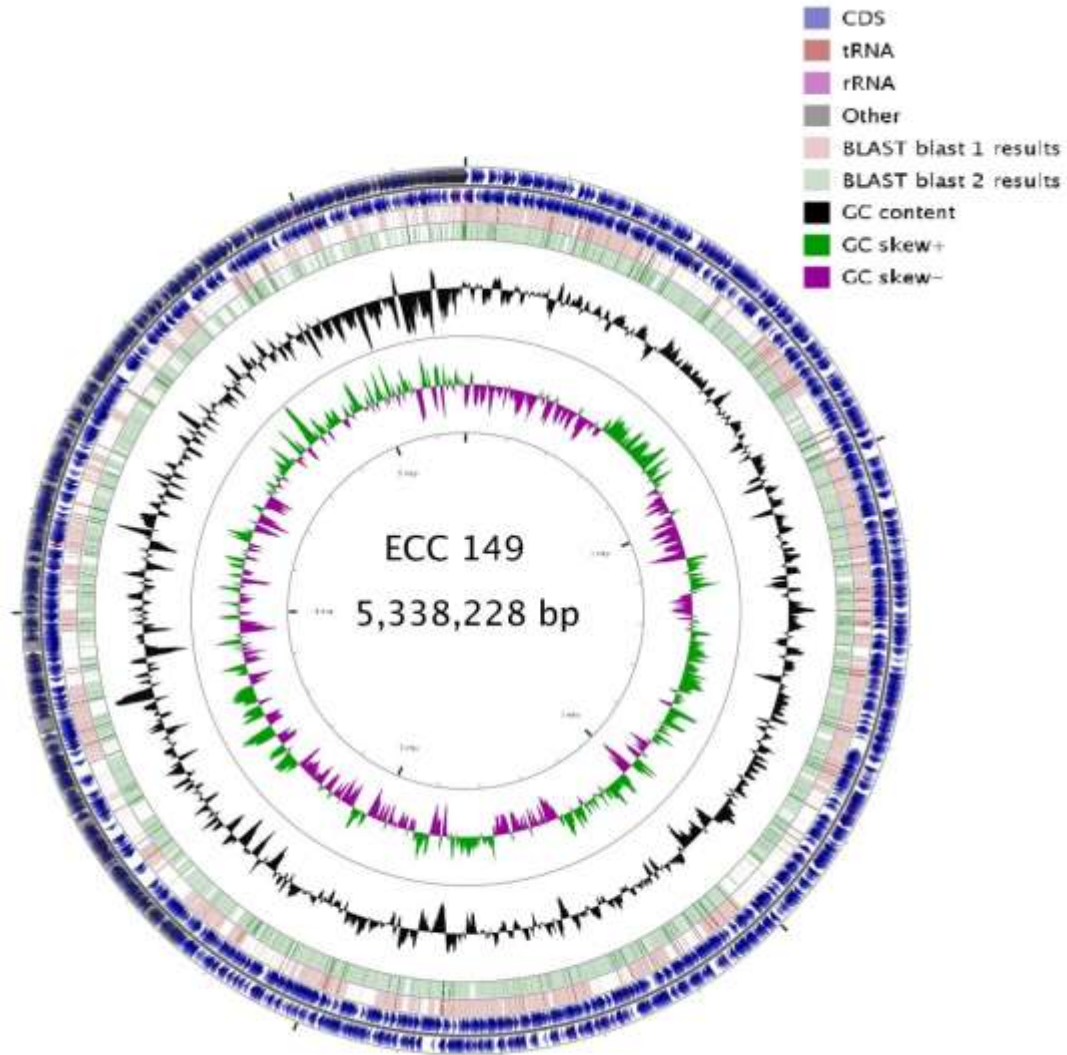 CDS
tRNA
rRNA
Other
BLAST blast 1 results
BLAST blast 2 results
GC content
GC skew+
GC skew-
ECC 149
5,338,228 bp